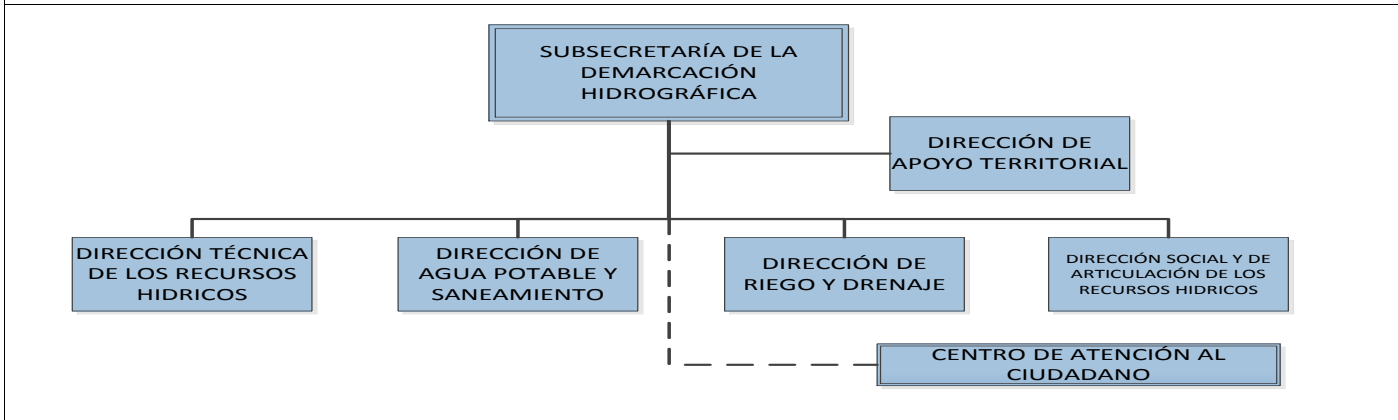 SUBSECRETARÍA DE LA
DEMARCACIÓN
HIDROGRÁFICA
DIRECCIÓN DE
APOYO TERRITORIAL
DIRECCIÓN TÉCNICA
DE LOS RECURSOS
HIDRICOS
DIRECCIÓN DE
AGUA POTABLE Y
SANEAMIENTO
DIRECCIÓN DE
RIEGO Y DRENAJE
DIRECCIÓN SOCIAL Y DE
ARTICULACIÓN DE LOS
RECURSOS HIDRICOS
CENTRO DE ATENCIÓN AL
CIUDADANO